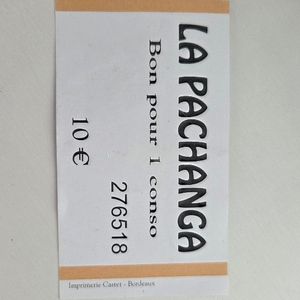 LA PACHANGA
Bon pour 1 conso
276518
10 €
Imprimerie Castet - Bordeaux